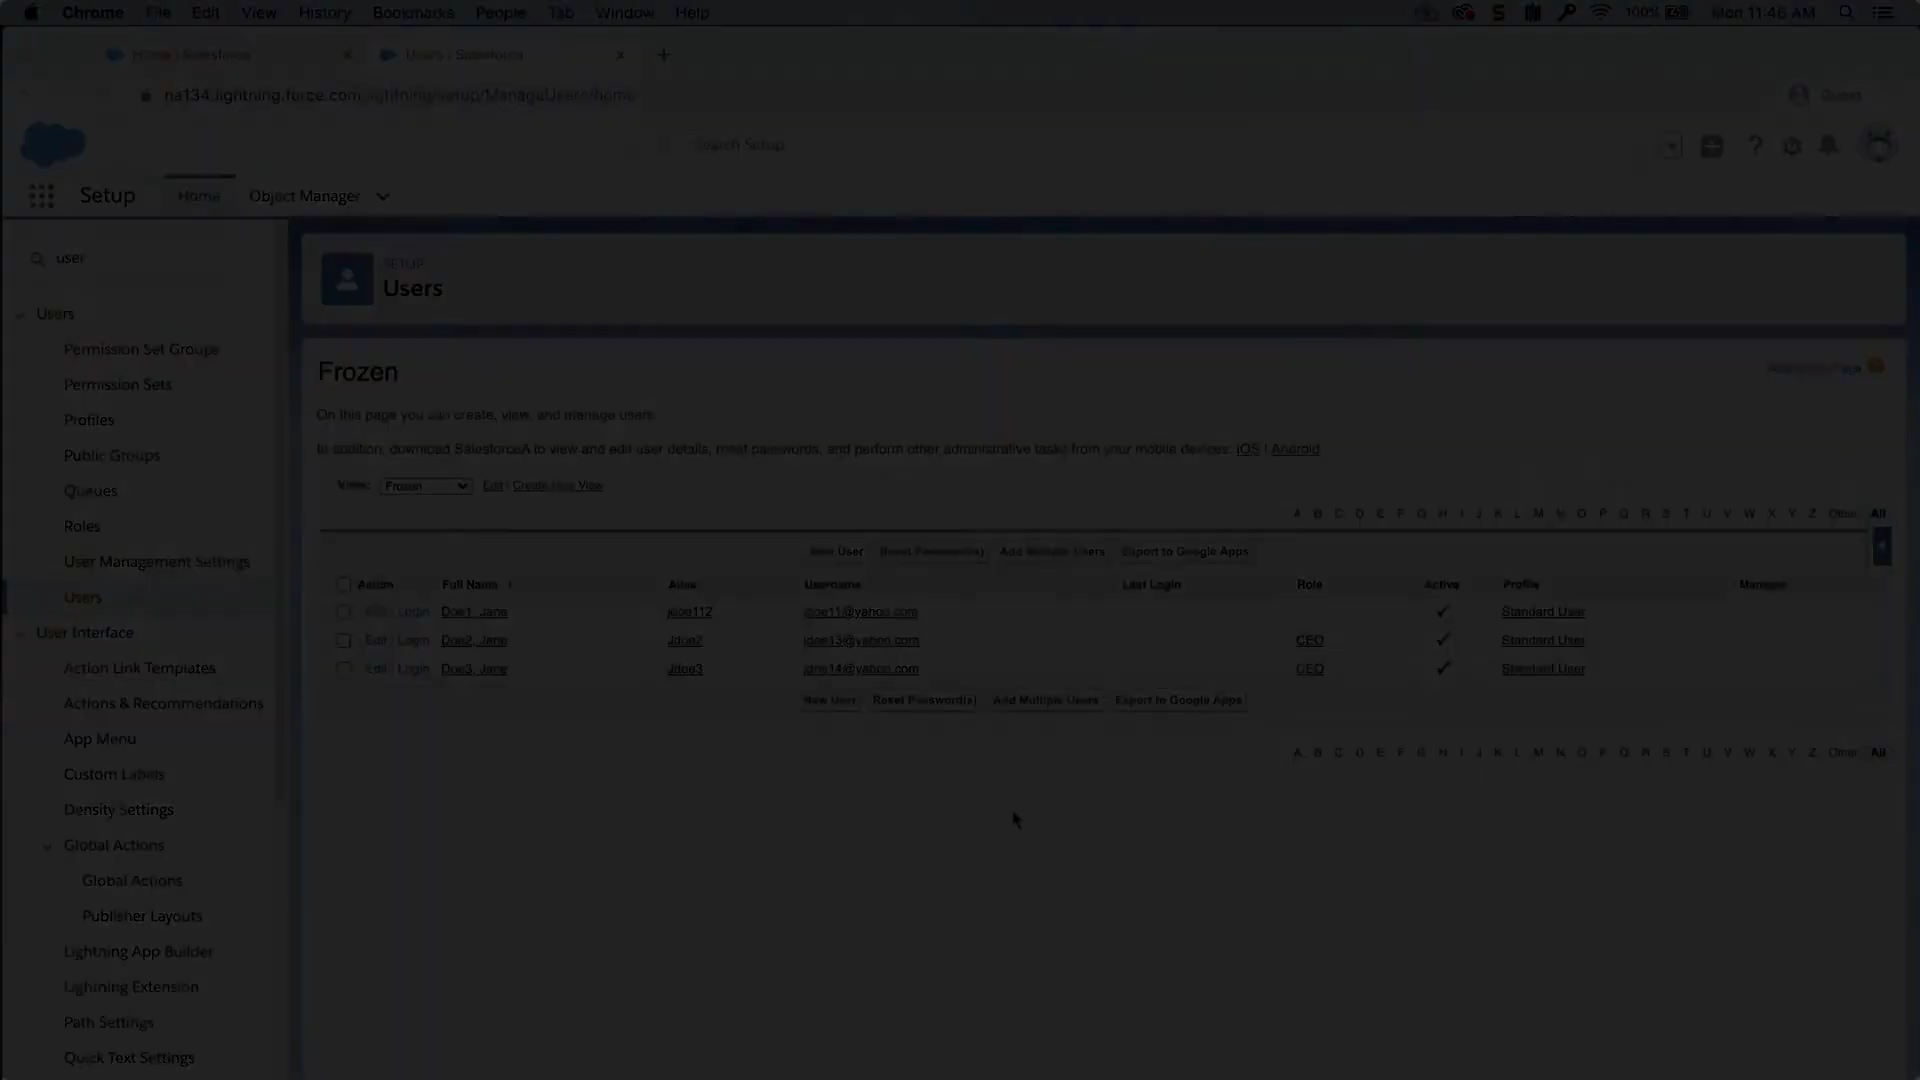 Chrome File Edit View History Bookmarks People Tab Window Help 100% Mon 11:46 AM
Home | Salesforce Users | Salesforce
na134.lightning.force.com/lightning/setup/ManageUsers/home Guest
Search Setup
Setup Home Object Manager
user
Users
Permission Set Groups
Permission Sets
Profiles
Public Groups
Queues
Roles
User Management Settings
Users
User Interface
Action Link Templates
Actions & Recommendations
App Menu
Custom Labels
Density Settings
Global Actions
Global Actions
Publisher Layouts
Lightning App Builder
Lightning Extension
Path Settings
Quick Text Settings
SETUP
Users
Frozen
On this page you can create, view, and manage users.
In addition, download SalesforceA to view and edit user details, reset passwords, and perform other administrative tasks from your mobile devices: iOS | Android
View: Frozen Edit | Create New View
A B C D E F G H I J K L M N O P Q R S T U V W X Y Z Other All
New User Reset Password(s) Add Multiple Users Export to Google Apps
Action Full Name Alias Username Last Login Role Active Profile Manager
Edit | Login Doe1, Jane jdoe112 jdoe11@yahoo.com Standard User
Edit | Login Doe2, Jane Jdoe2 jdoe13@yahoo.com CEO Standard User
Edit | Login Doe3, Jane Jdoe3 jdoe14@yahoo.com CEO Standard User
New User Reset Password(s) Add Multiple Users Export to Google Apps
A B C D E F G H I J K L M N O P Q R S T U V W X Y Z Other All